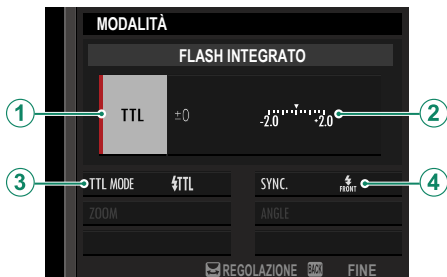 MODALITÀ
FLASH INTEGRATO
1 TTL ±0 -2.0 +2.0 2
3 TTL MODE TTL SYNC. FRONT 4
ZOOM ANGLE
REGOLAZIONE BACK FINE